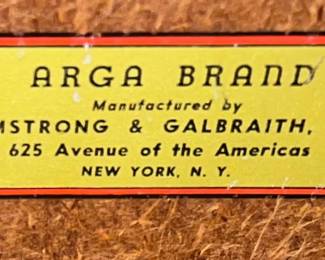 ARGA BRAND
Manufactured by
MSTRONG & GALBRAITH,
625 Avenue of the Americas
NEW YORK, N. Y.